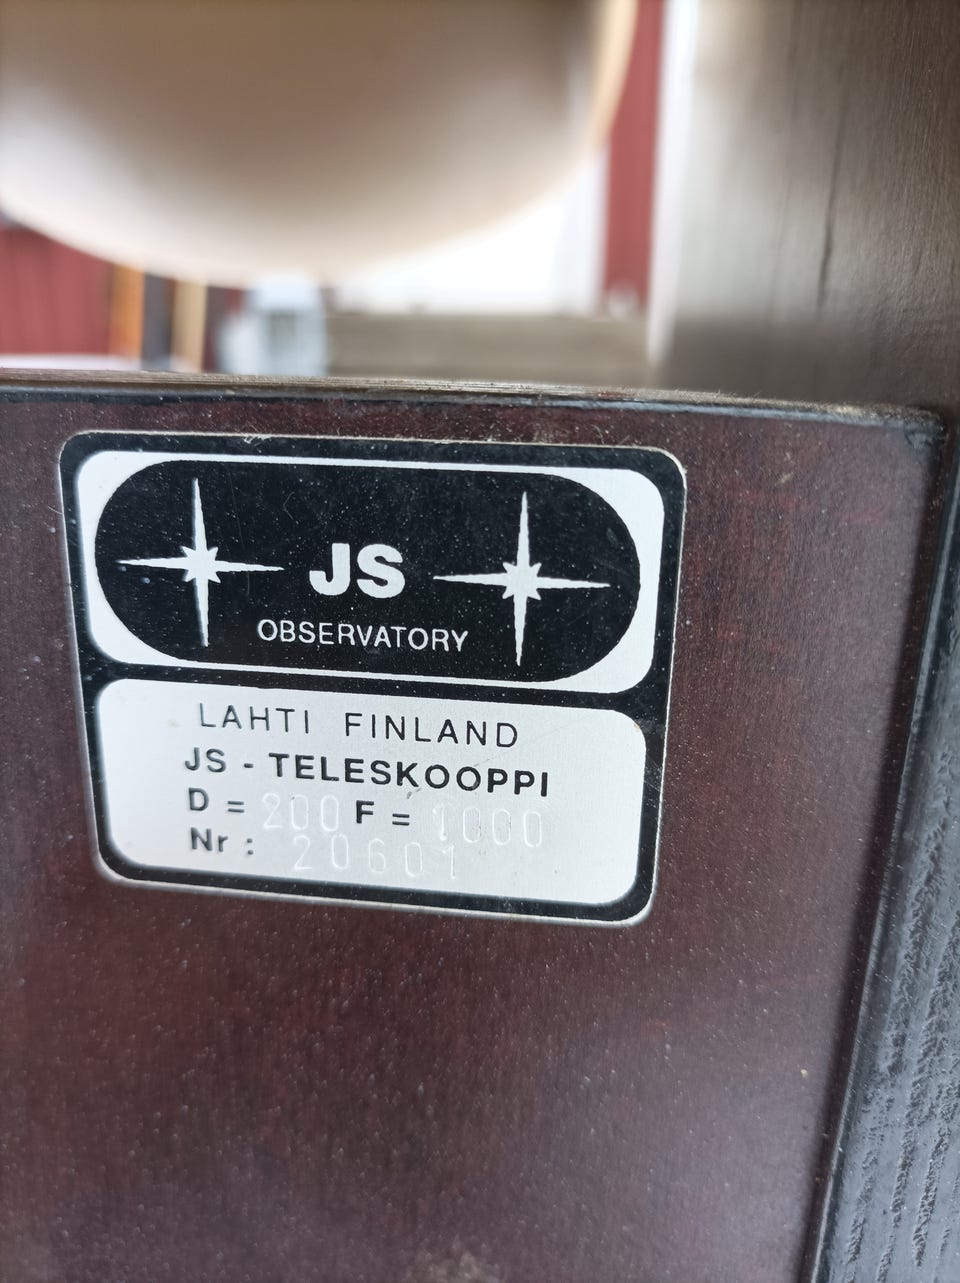 JS
OBSERVATORY
LAHTI FINLAND
JS - TELESKOOPPI
D = 200 F = 1000
Nr : 20601